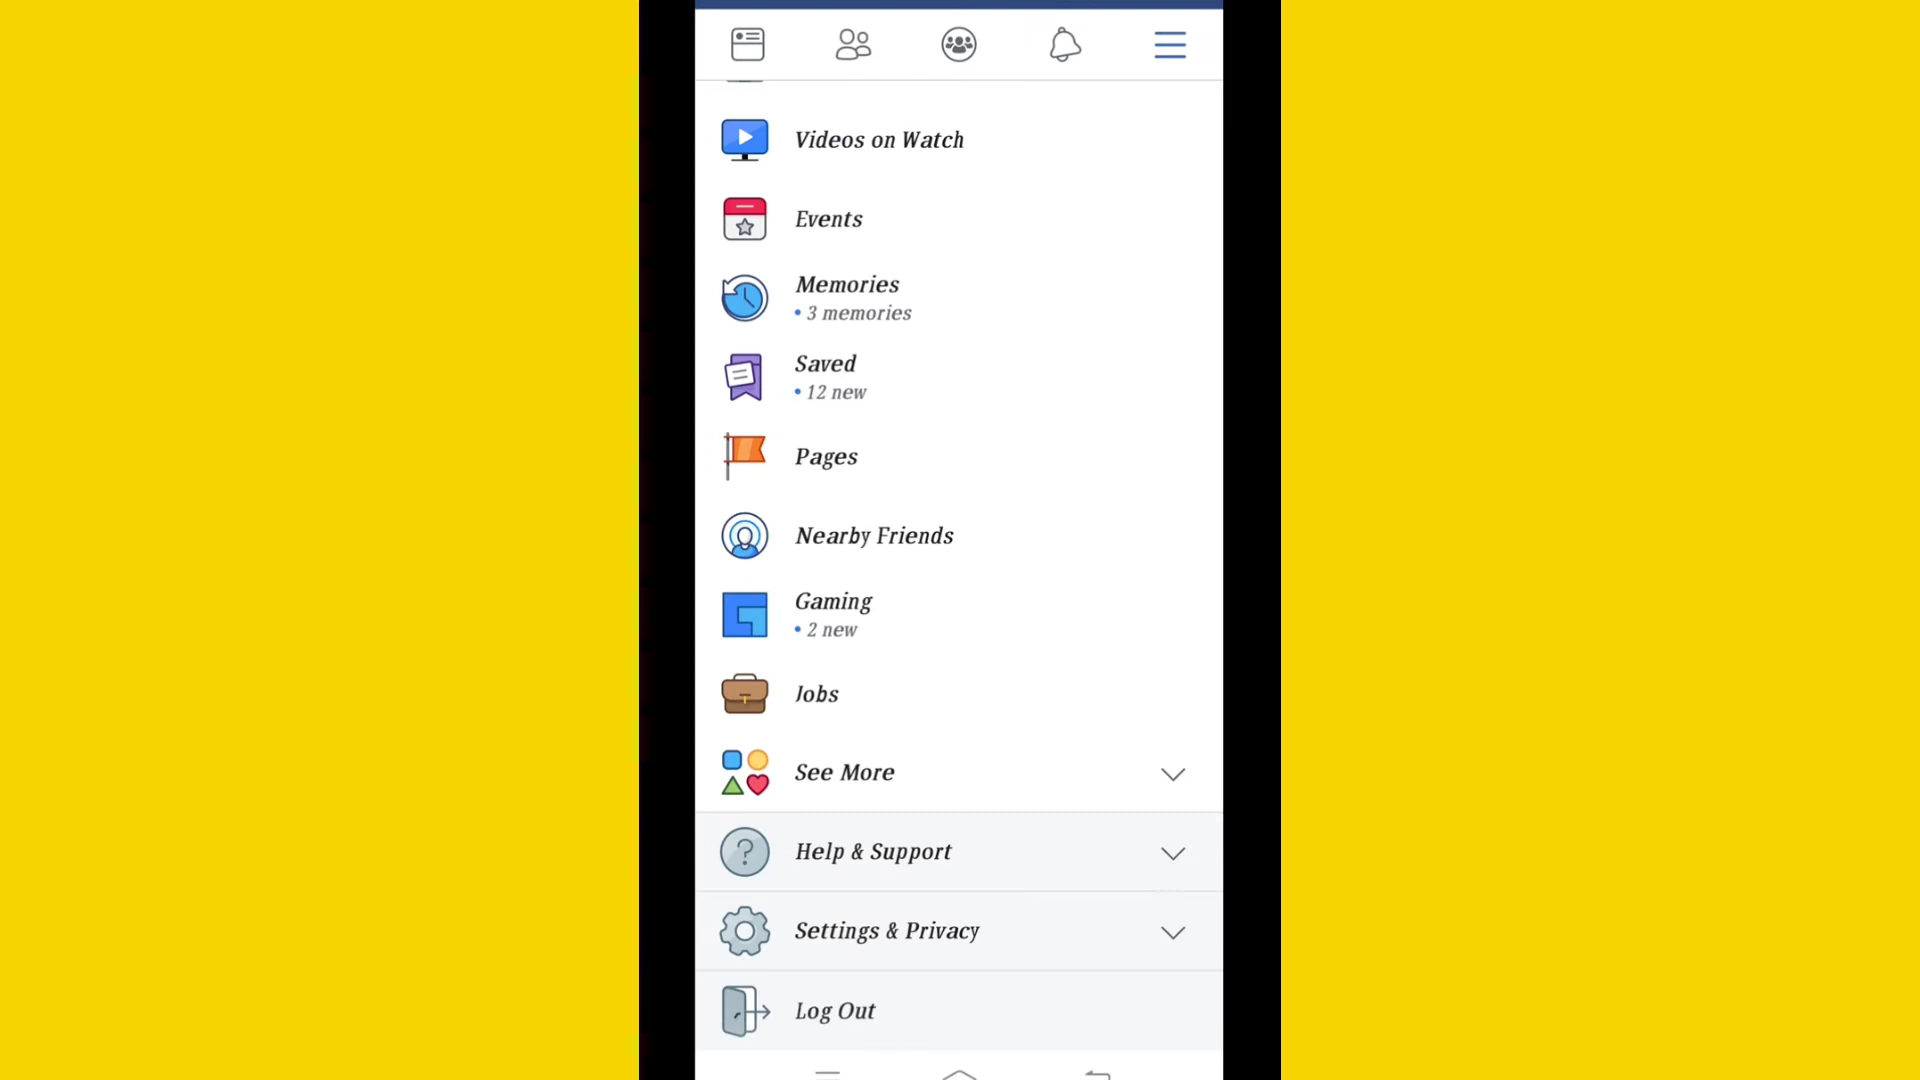 Videos on Watch
Events
Memories
• 3 memories
Saved
• 12 new
Pages
Nearby Friends
Gaming
• 2 new
Jobs
See More
Help & Support
Settings & Privacy
Log Out